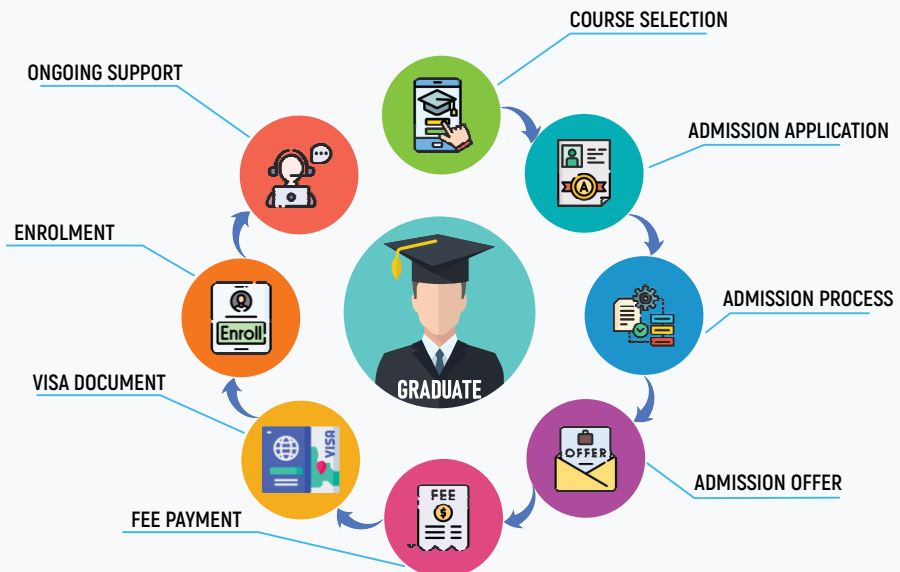 COURSE SELECTION
ONGOING SUPPORT
ADMISSION APPLICATION
A
ENROLMENT
Enroll
ADMISSION PROCESS
GRADUATE
VISA DOCUMENT
VISA
OFFER
ADMISSION OFFER
FEE
$
FEE PAYMENT